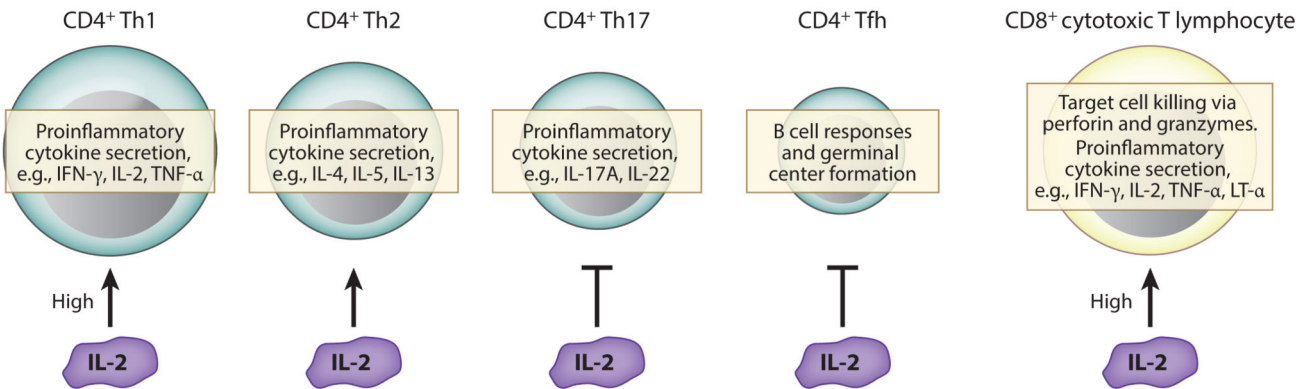 CD4⁺ Th1
Proinflammatory
cytokine secretion,
e.g., IFN-γ, IL-2, TNF-α
High
IL-2
CD4⁺ Th2
Proinflammatory
cytokine secretion,
e.g., IL-4, IL-5, IL-13
IL-2
CD4⁺ Th17
Proinflammatory
cytokine secretion,
e.g., IL-17A, IL-22
IL-2
CD4⁺ Tfh
B cell responses
and germinal
center formation
IL-2
CD8⁺ cytotoxic T lymphocyte
Target cell killing via
perforin and granzymes.
Proinflammatory
cytokine secretion,
e.g., IFN-γ, IL-2, TNF-α, LT-α
High
IL-2